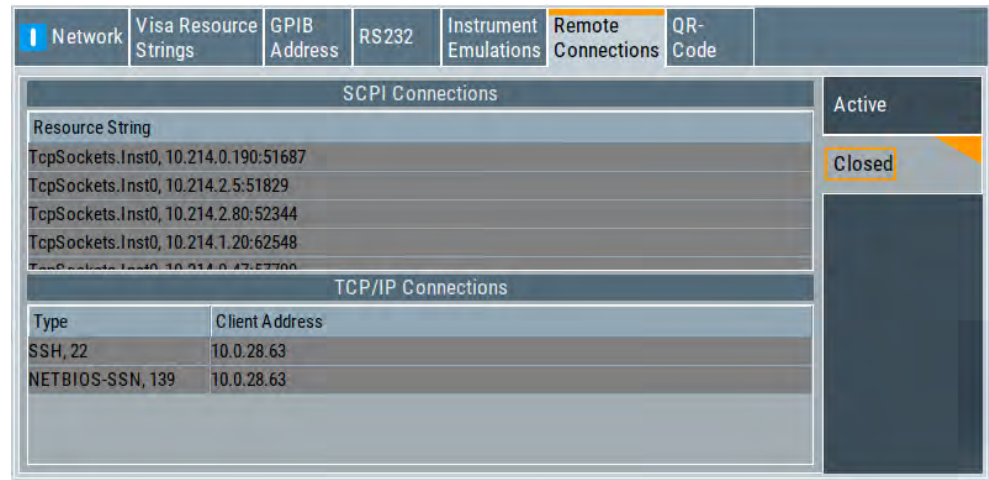 Network
Visa Resource
Strings
GPIB
Address
RS232
Instrument
Emulations
Remote
Connections
QR-
Code
SCPI Connections
Resource String
TcpSockets.Inst0, 10.214.0.190:51687
TcpSockets.Inst0, 10.214.2.5:51829
TcpSockets.Inst0, 10.214.2.80:52344
TcpSockets.Inst0, 10.214.1.20:62548
Active
Closed
TCP/IP Connections
Type Client Address
SSH, 22 10.0.28.63
NETBIOS-SSN, 139 10.0.28.63